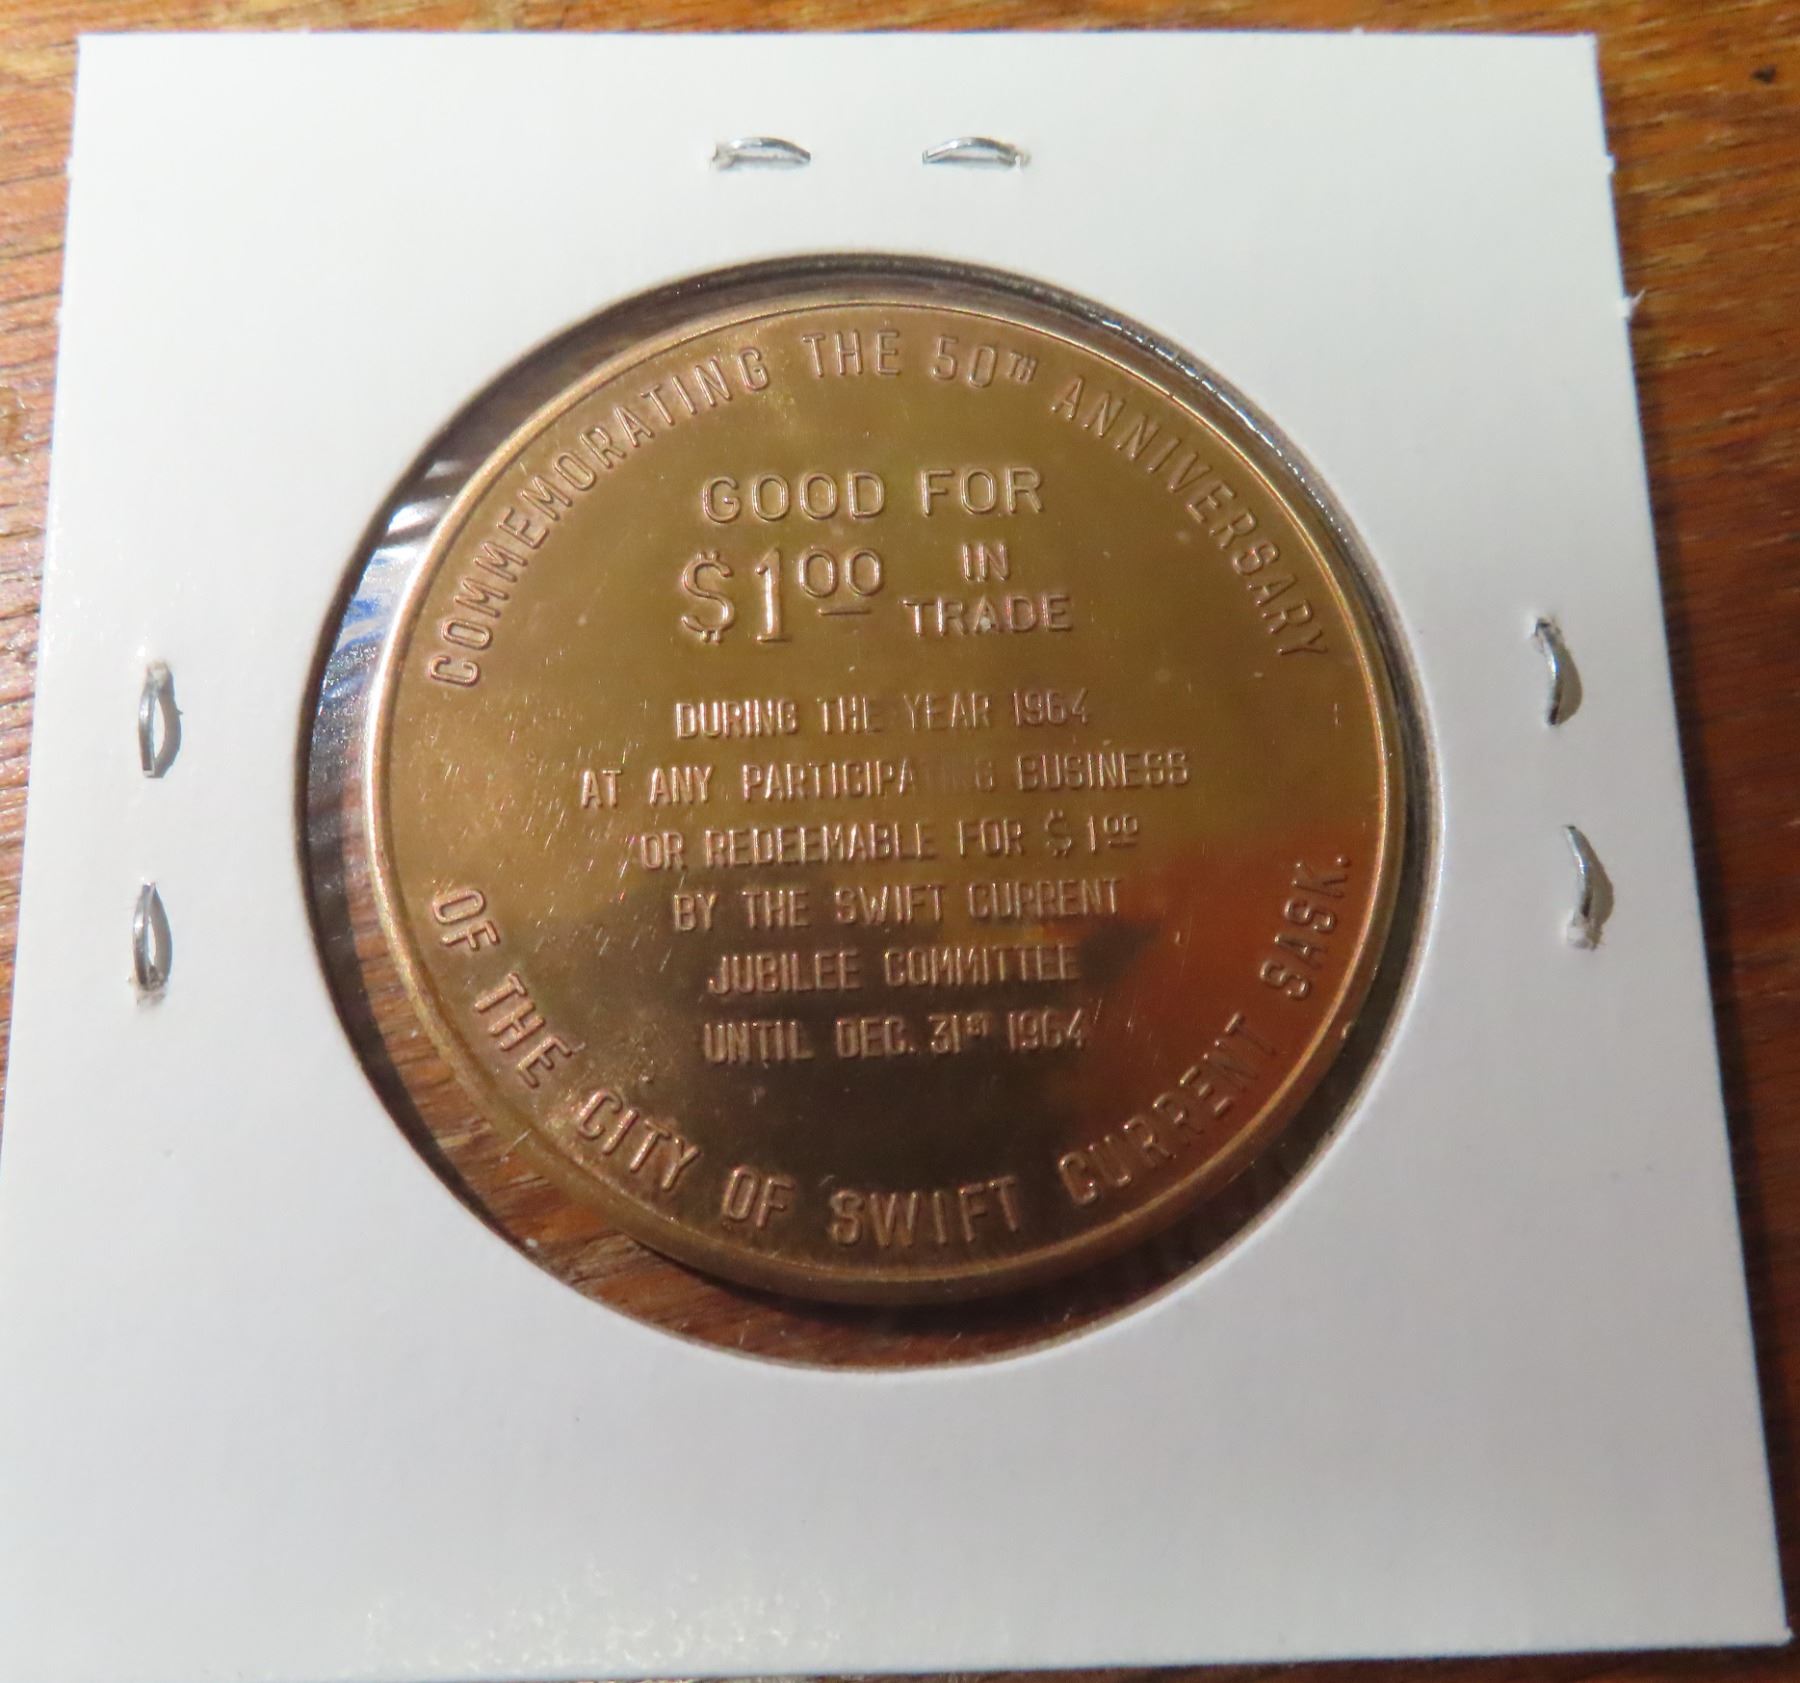 COMMEMORATING THE 50TH ANNIVERSARY
GOOD FOR
$1.00 IN TRADE
DURING THE YEAR 1964
AT ANY PARTICIPATING BUSINESS
OR REDEEMABLE FOR $1.00
BY THE SWIFT CURRENT
JUBILEE COMMITTEE
UNTIL DEC. 31ST 1964
OF THE CITY OF SWIFT CURRENT SASK.